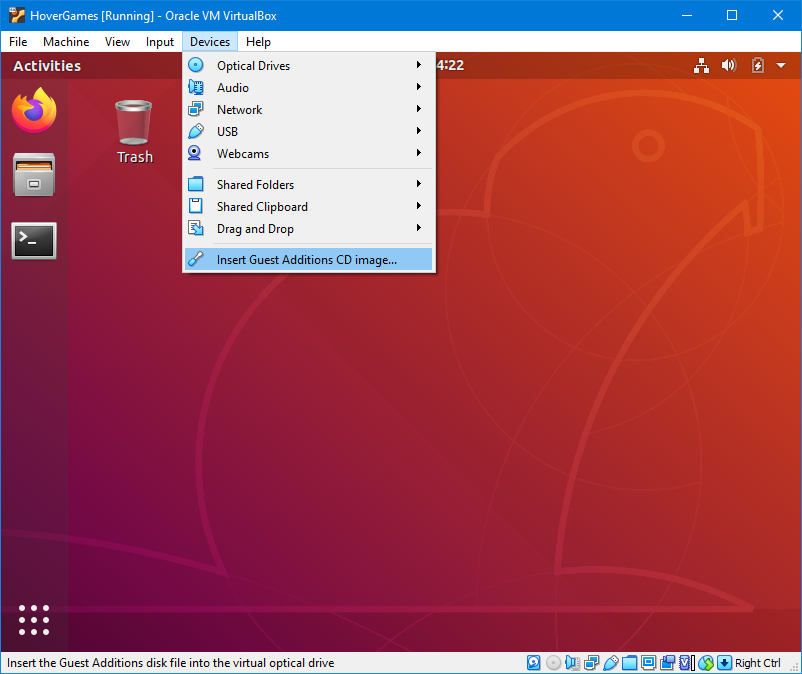 HoverGames [Running] - Oracle VM VirtualBox
File Machine View Input Devices Help
Activities
4:22
Optical Drives
Audio
Network
USB
Webcams
Shared Folders
Shared Clipboard
Drag and Drop
Insert Guest Additions CD image...
Trash
Insert the Guest Additions disk file into the virtual optical drive
Right Ctrl